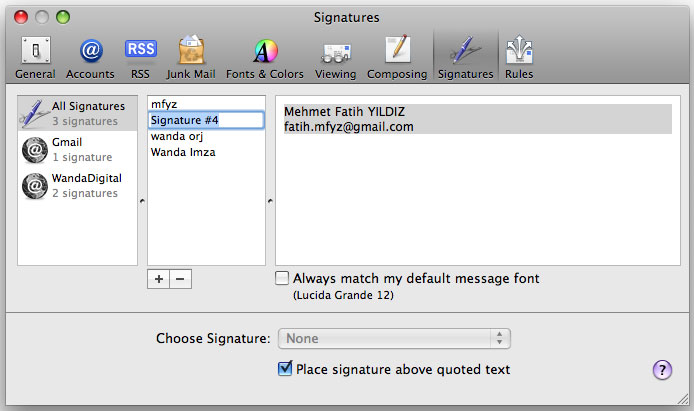 Signatures
General
Accounts
RSS
RSS
Junk Mail
Fonts & Colors
Viewing
Composing
Signatures
Rules
All Signatures
3 signatures
Gmail
1 signature
WandaDigital
2 signatures
mfyz
Signature #4
wanda orj
Wanda Imza
Mehmet Fatih YILDIZ
fatih.mfyz@gmail.com
+ −
Always match my default message font
(Lucida Grande 12)
Choose Signature: None
Place signature above quoted text
?